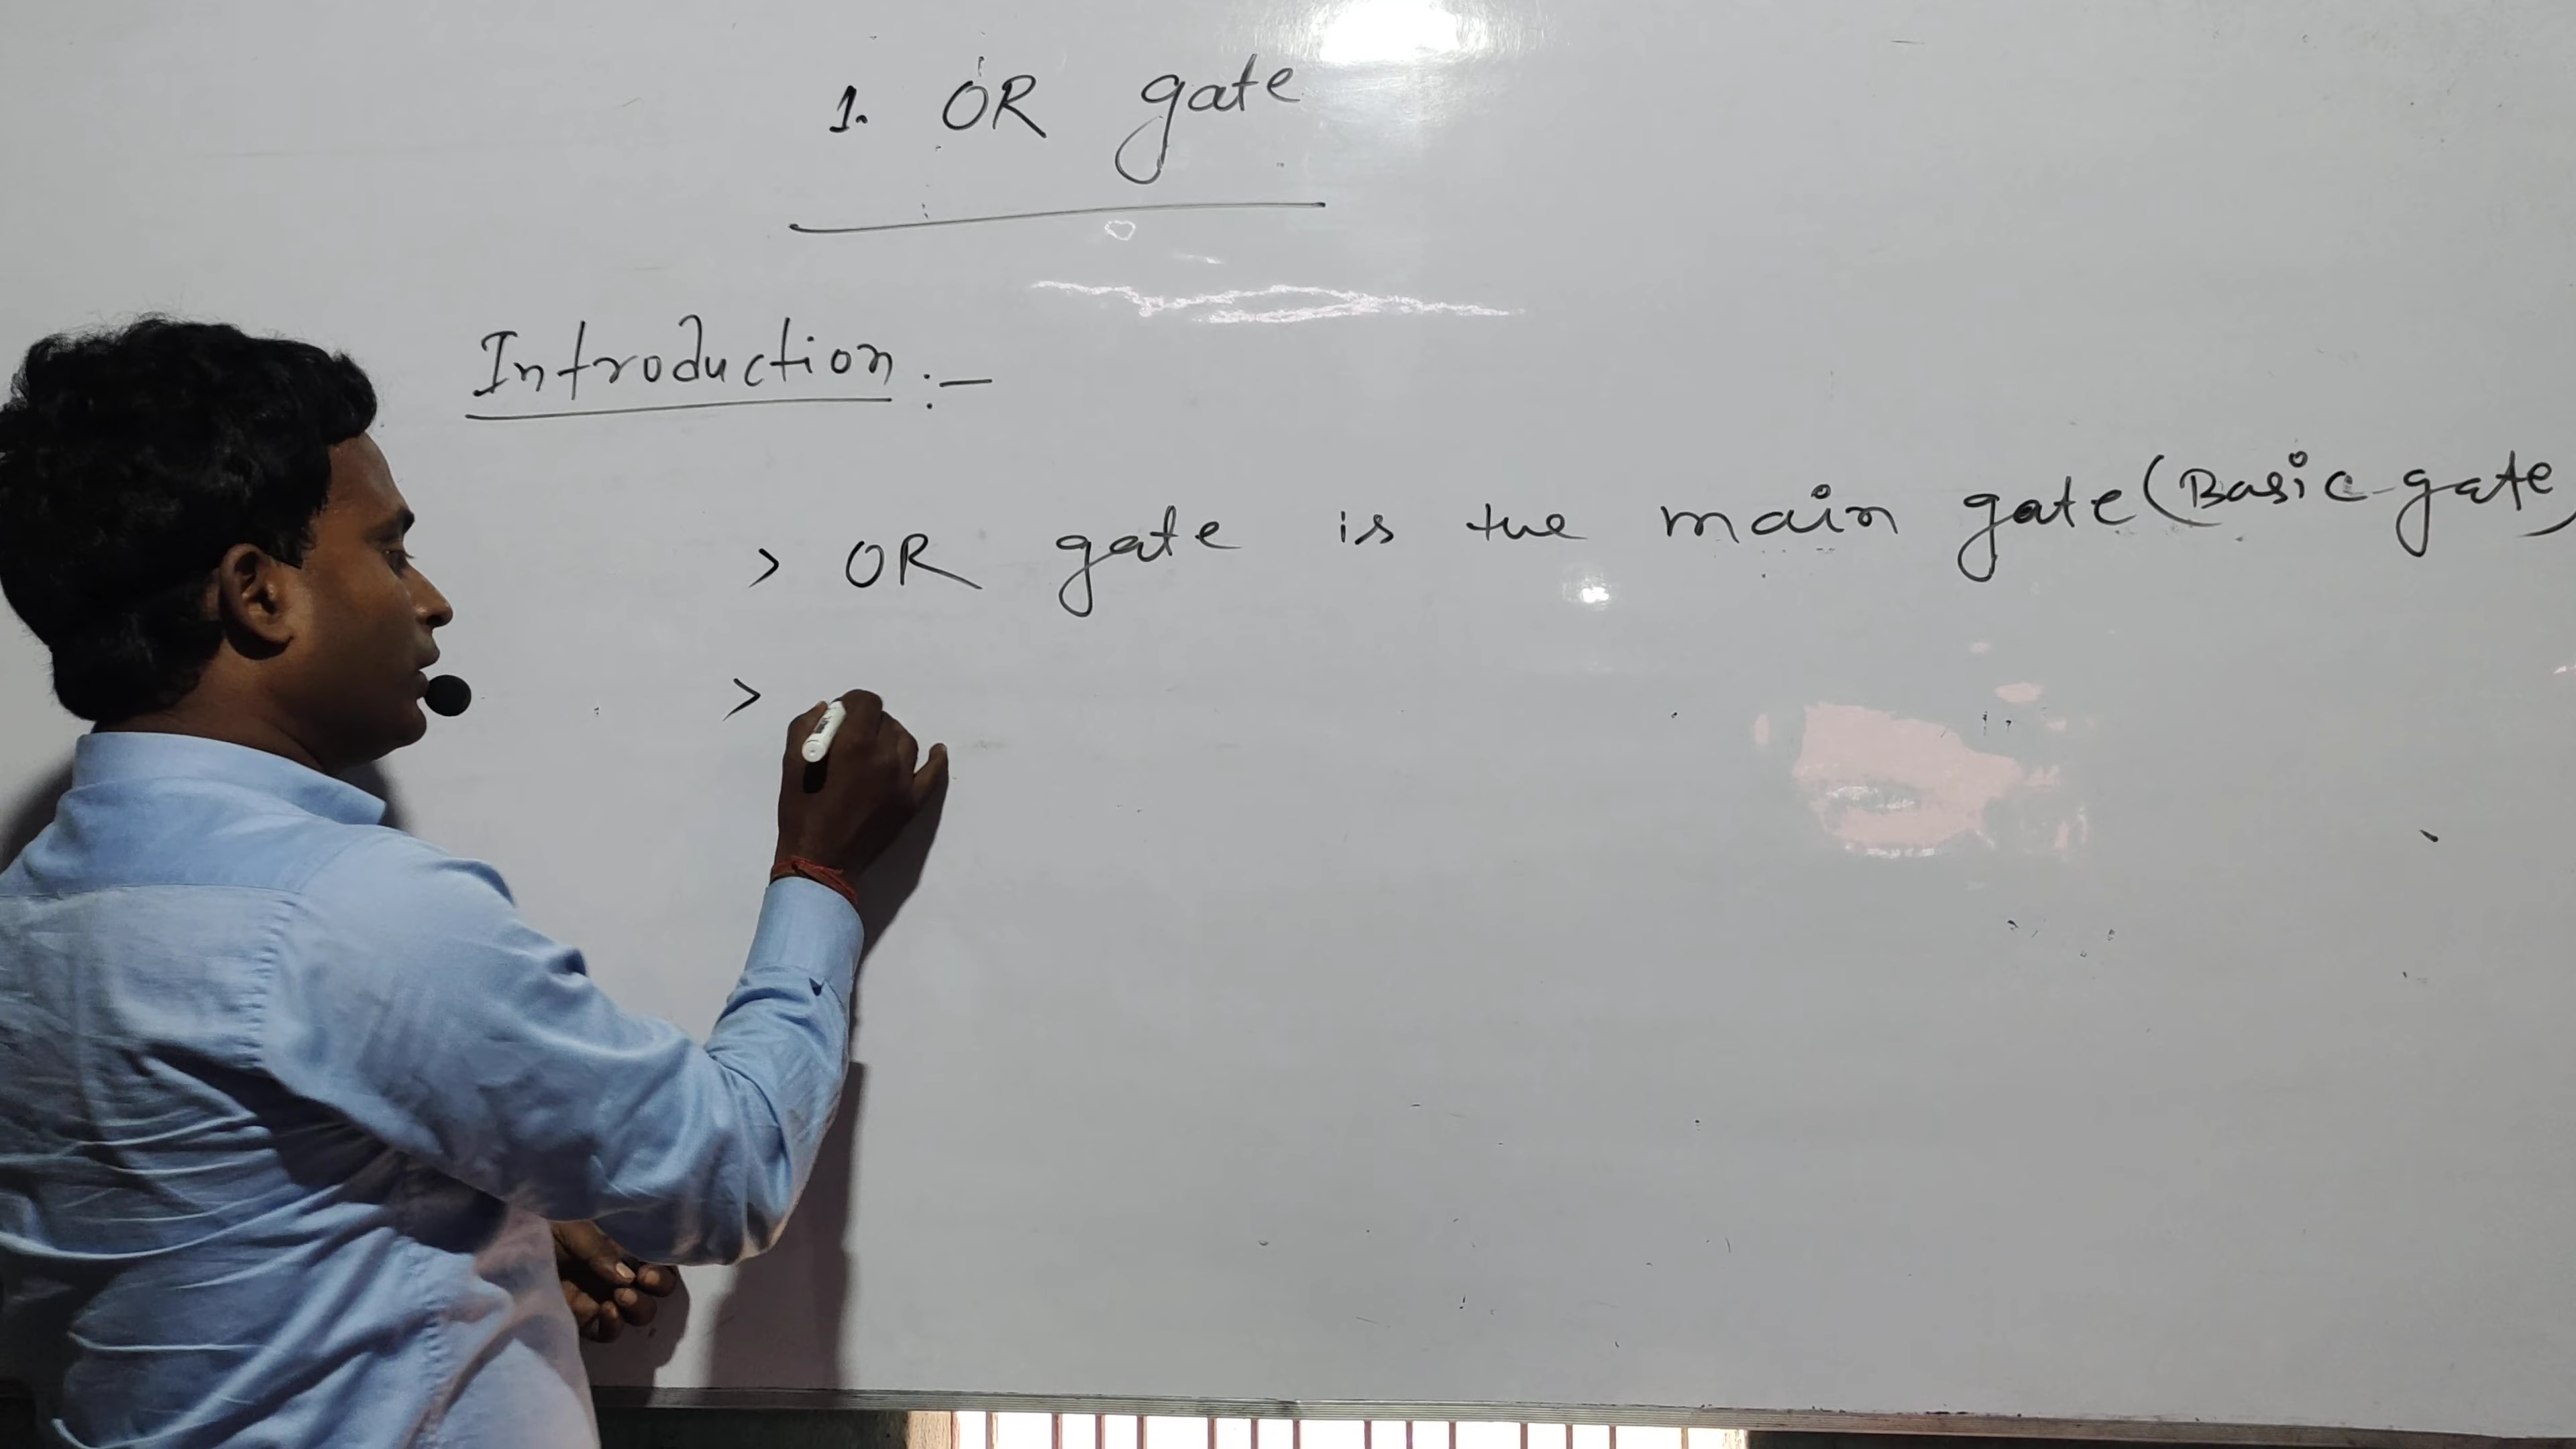 1. OR gate
Introduction :-
> OR gate is the main gate (Basic gate)
>